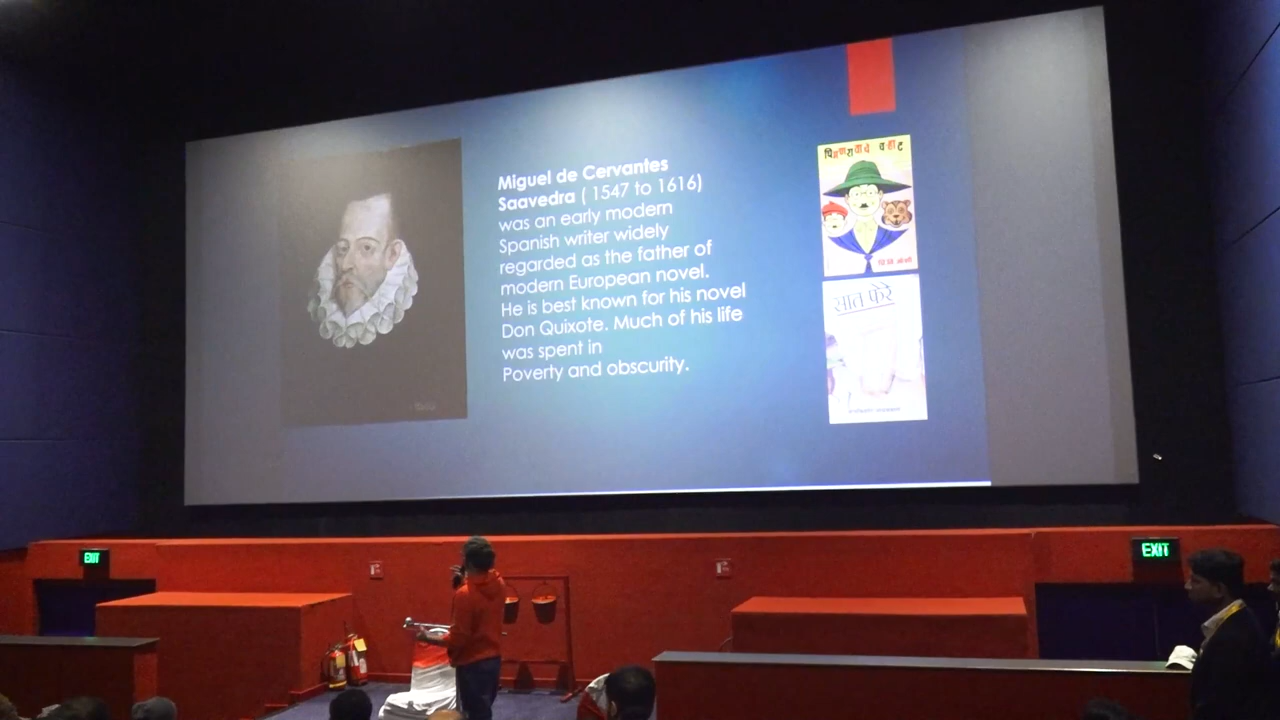 Miguel de Cervantes
Saavedra ( 1547 to 1616)
was an early modern
Spanish writer widely
regarded as the father of
modern European novel.
He is best known for his novel
Don Quixote. Much of his life
was spent in
Poverty and obscurity.
सात फेरे
EXIT
EXIT